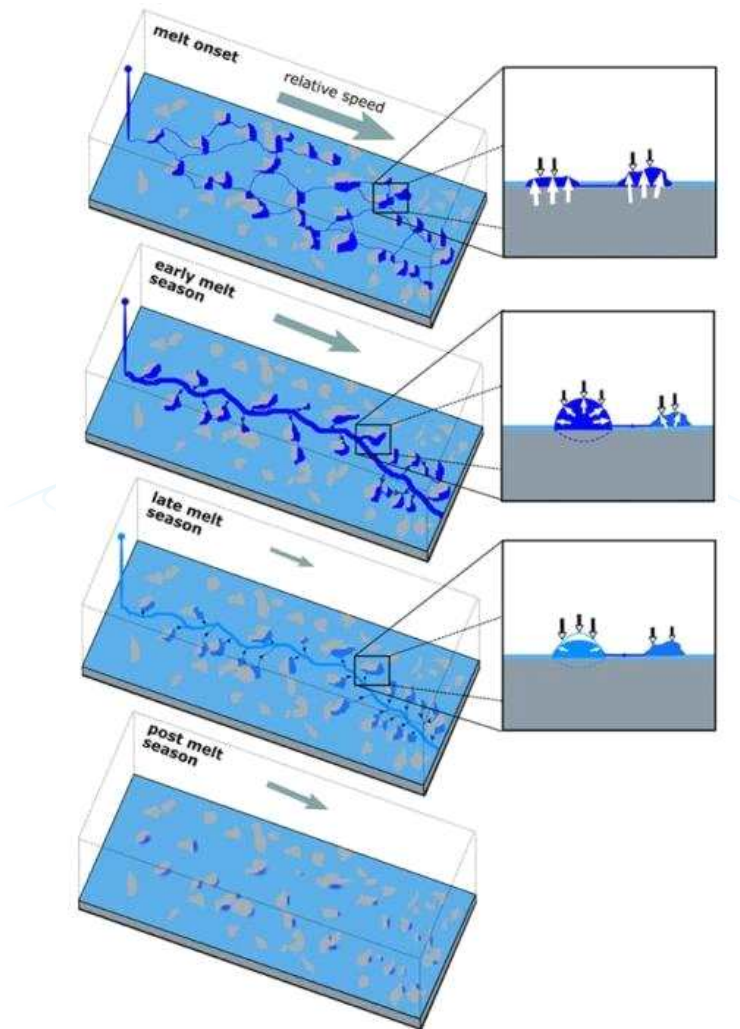 melt onset
relative speed
early melt
season
late melt
season
post melt
season